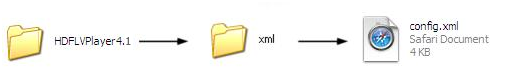 HDFLVPlayer4.1
xml
config.xml
Safari Document
4 KB